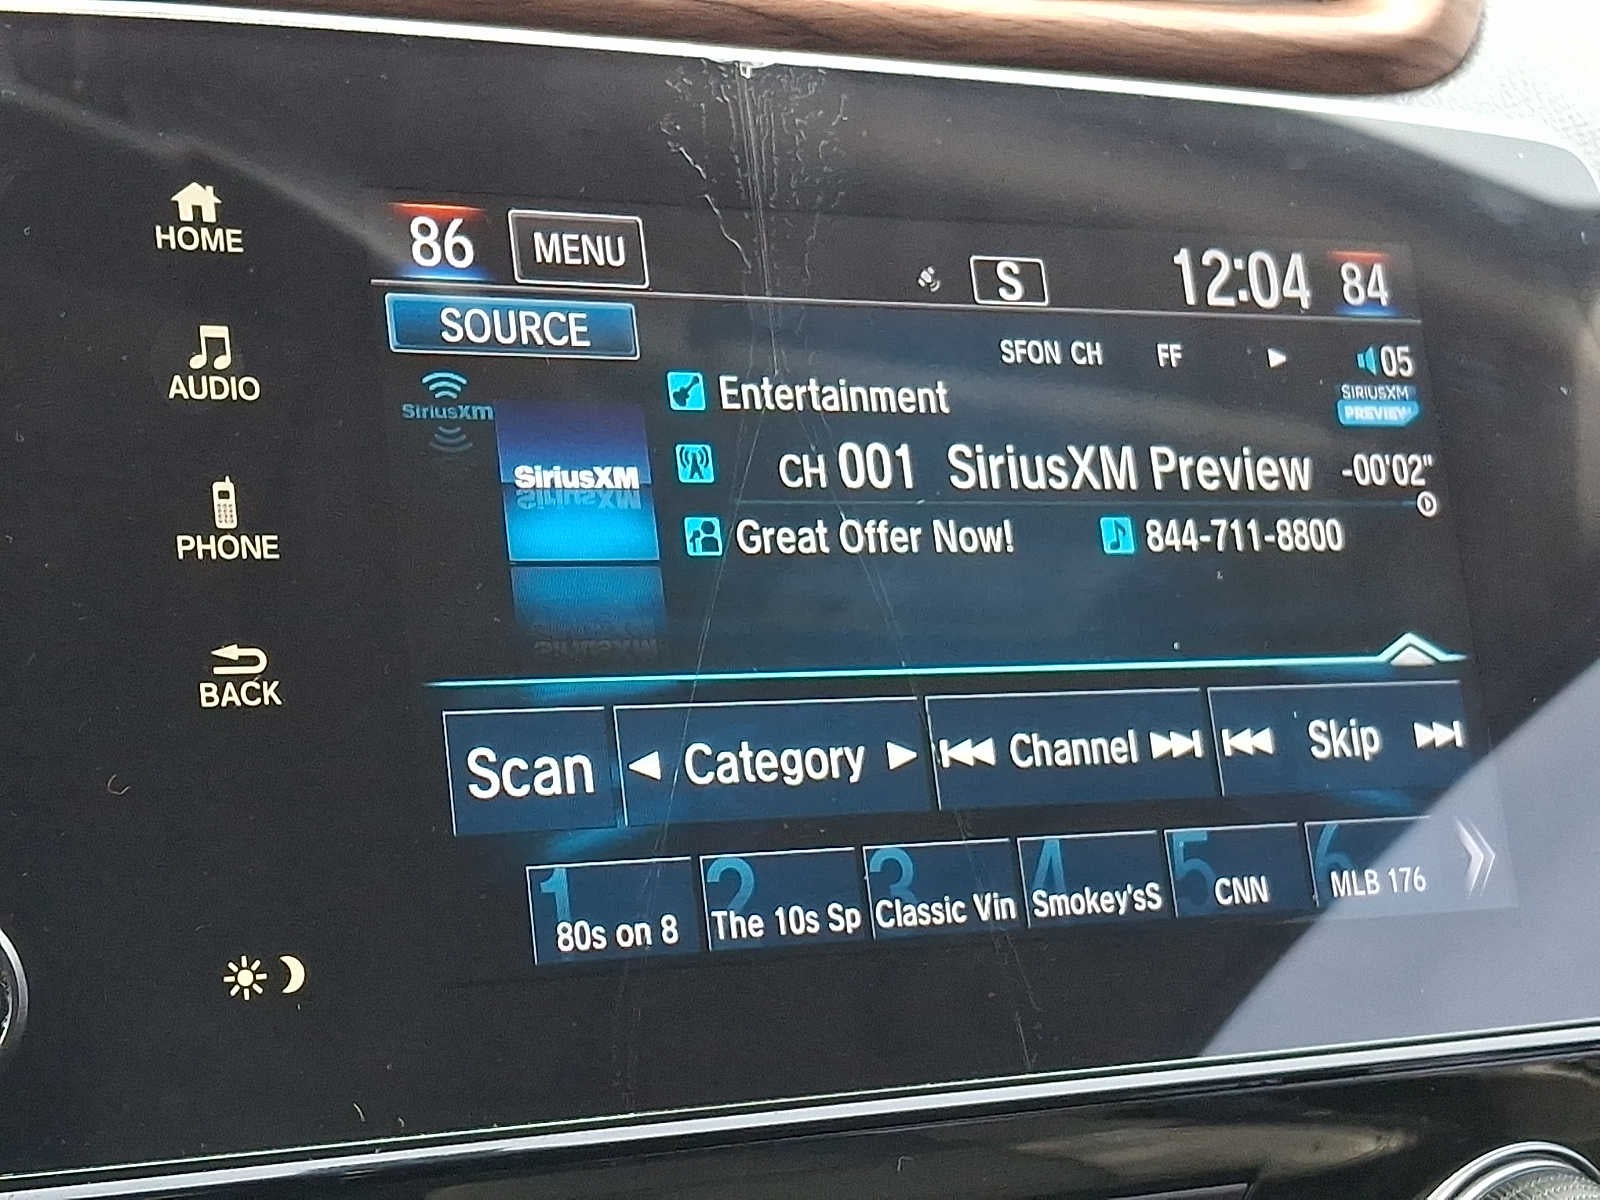 HOME
86
MENU
S
12:04
84
SOURCE
SFON CH
FF
05
AUDIO
SiriusXM
Entertainment
SIRIUSXM
PREVIEW
SiriusXM
CH 001
SiriusXM Preview
-00'02"
PHONE
Great Offer Now!
844-711-8800
BACK
Scan
Category
Channel
Skip
1
80s on 8
2
The 10s Sp
3
Classic Vin
4
Smokey'sS
5
CNN
6
MLB 176